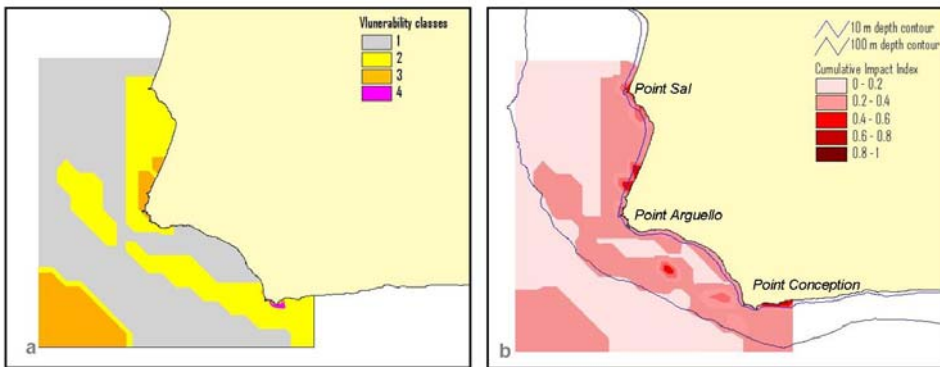 Vlunerability classes
1
2
3
4
a
10 m depth contour
100 m depth contour
Cumulative Impact Index
0 - 0.2
0.2 - 0.4
0.4 - 0.6
0.6 - 0.8
0.8 - 1
Point Sal
Point Arguello
Point Conception
b